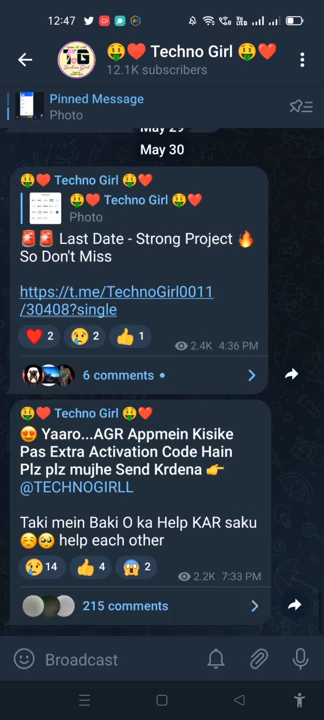 12:47
🤑♥️ Techno Girl 🤑♥️
12.1K subscribers
Pinned Message
Photo
May 29
May 30
🤑♥️ Techno Girl 🤑♥️
🤑♥️ Techno Girl 🤑♥️
Photo
🚨🚨 Last Date - Strong Project 🔥
So Don't Miss
https://t.me/TechnoGirl0011
/30408?single
❤️ 2 😢 2 👍 1
2.4K 4:36 PM
6 comments
🤑♥️ Techno Girl 🤑♥️
😍 Yaaro...AGR Appmein Kisike
Pas Extra Activation Code Hain
Plz plz mujhe Send Krdena 👉
@TECHNOGIRLL
Taki mein Baki O ka Help KAR saku
☺️🥺 help each other
😢 14 👍 4 😱 2
2.2K 7:33 PM
215 comments
Broadcast